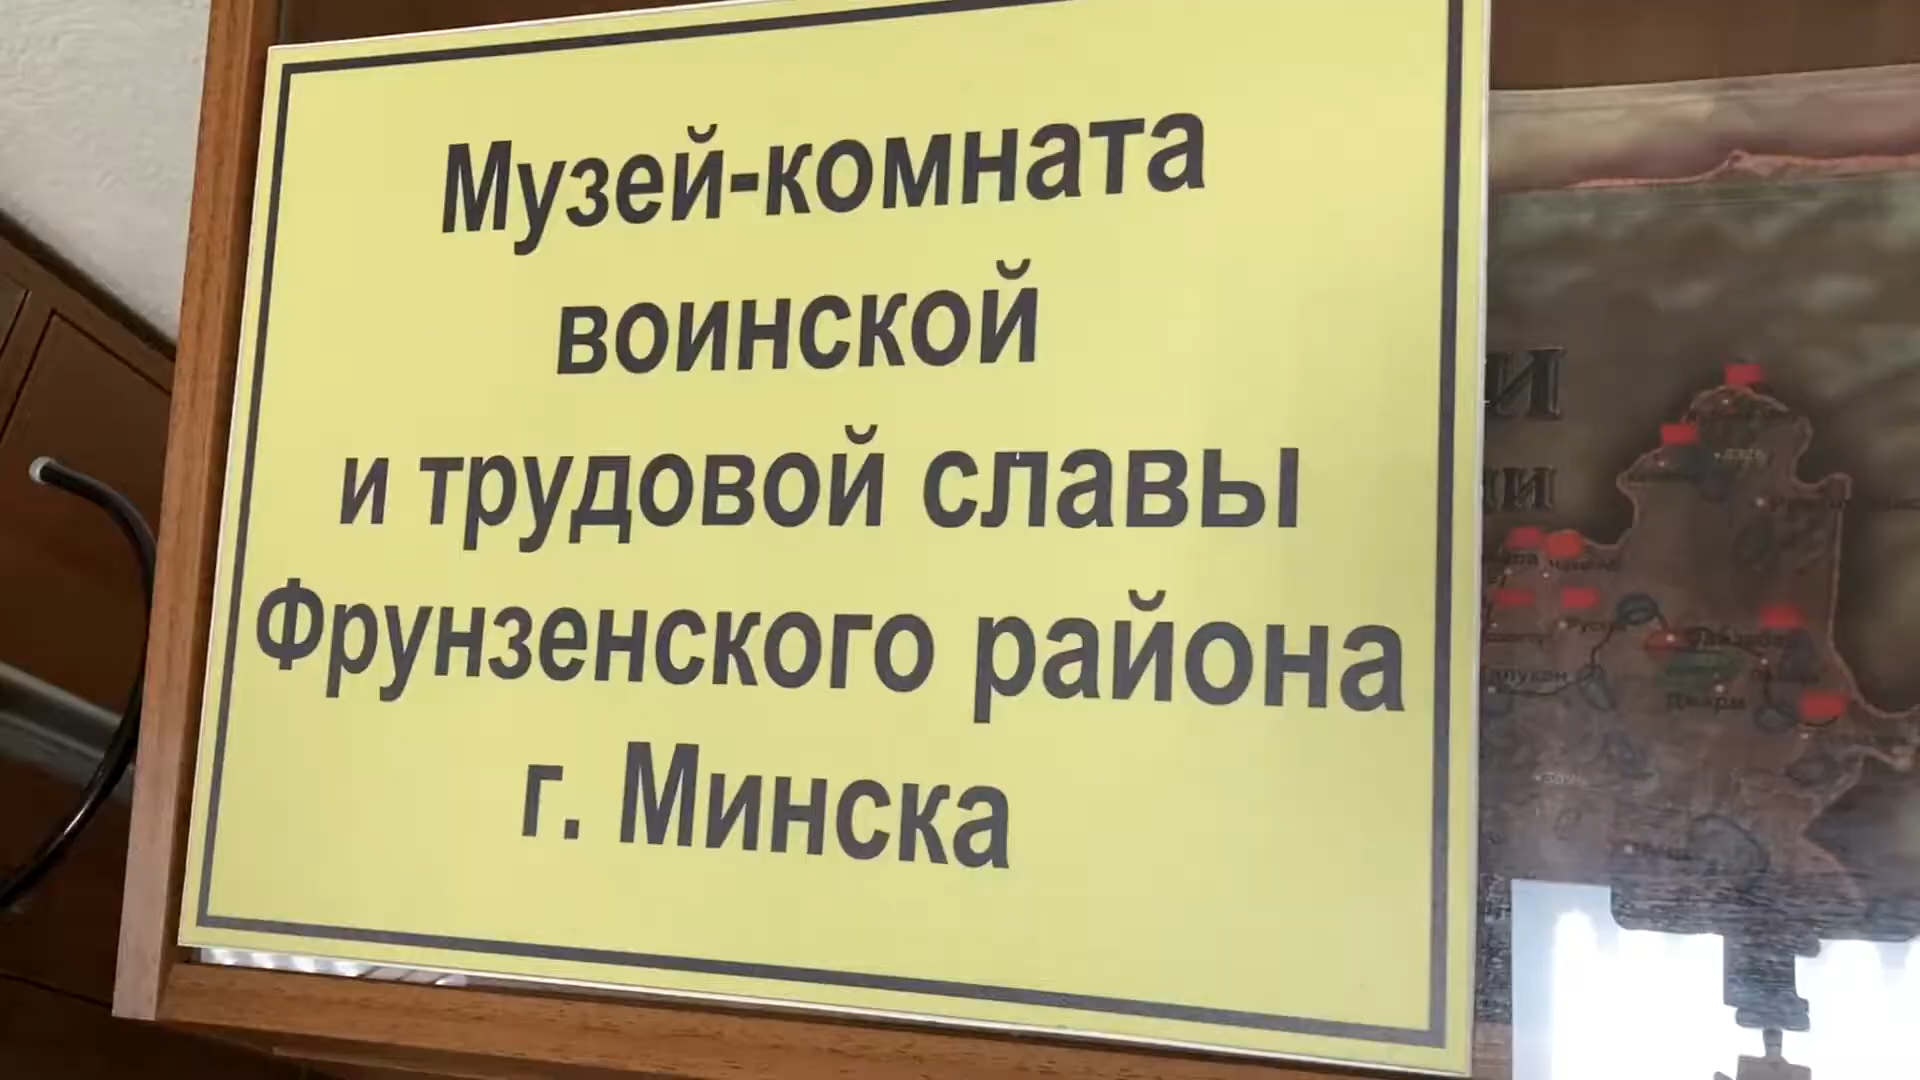 Музей-комната
воинской
и трудовой славы
Фрунзенского района
г. Минска